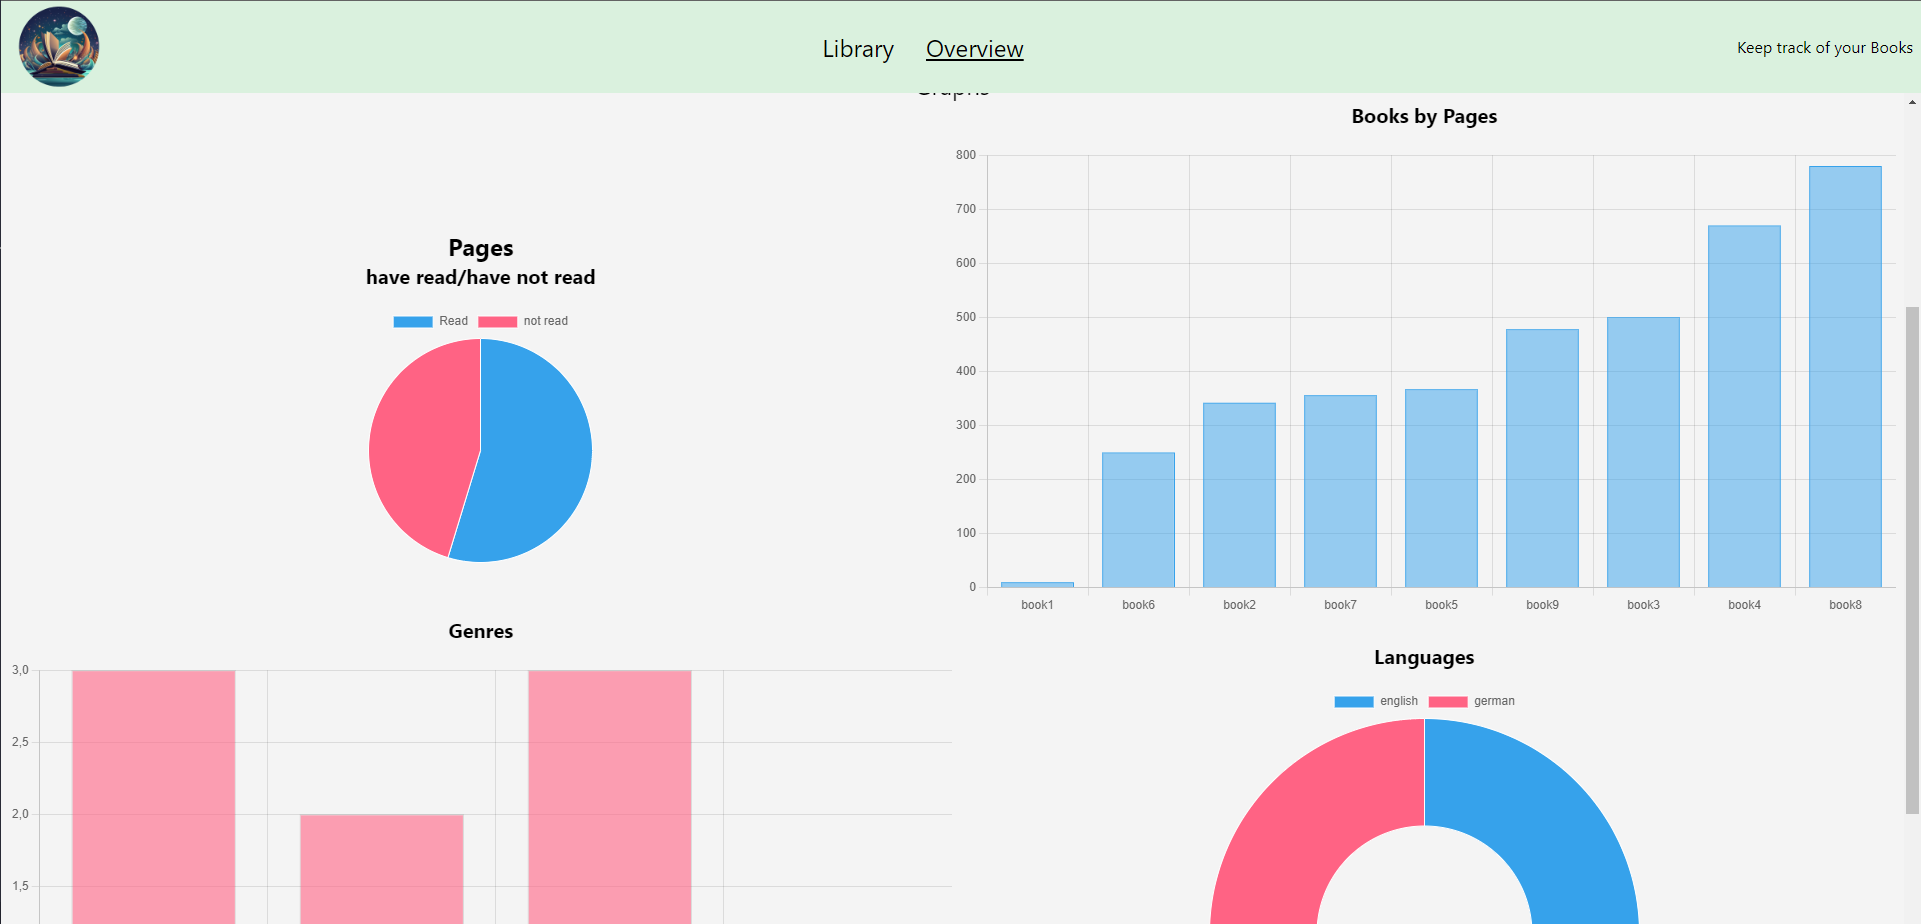 Library
Overview
Keep track of your Books
Graphs
Pages
have read/have not read
Read
not read
Books by Pages
800
700
600
500
400
300
200
100
0
book1
book6
book2
book7
book5
book9
book3
book4
book8
Genres
3,0
2,5
2,0
1,5
Languages
english
german